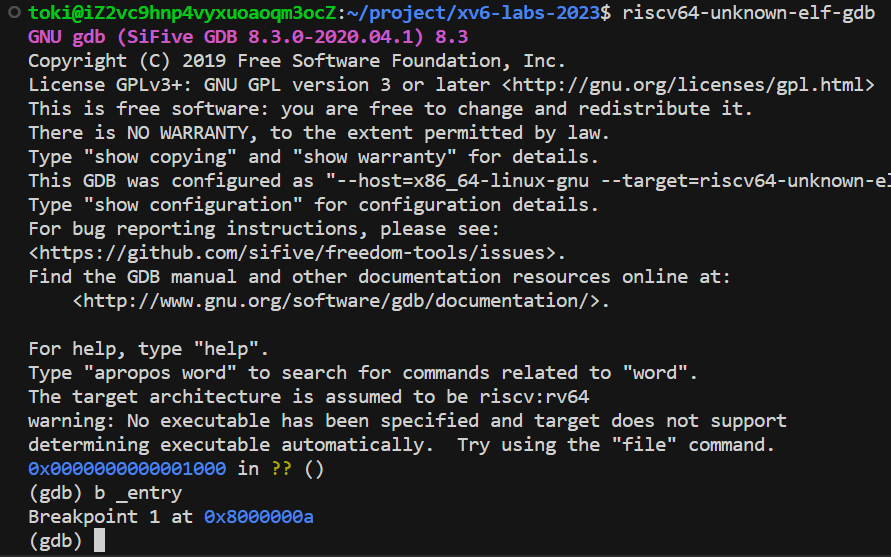 toki@iZ2vc9hnp4vyxuoaoqm3ocZ:~/project/xv6-labs-2023$ riscv64-unknown-elf-gdb
GNU gdb (SiFive GDB 8.3.0-2020.04.1) 8.3
Copyright (C) 2019 Free Software Foundation, Inc.
License GPLv3+: GNU GPL version 3 or later <http://gnu.org/licenses/gpl.html>
This is free software: you are free to change and redistribute it.
There is NO WARRANTY, to the extent permitted by law.
Type "show copying" and "show warranty" for details.
This GDB was configured as "--host=x86_64-linux-gnu --target=riscv64-unknown-el
Type "show configuration" for configuration details.
For bug reporting instructions, please see:
<https://github.com/sifive/freedom-tools/issues>.
Find the GDB manual and other documentation resources online at:
    <http://www.gnu.org/software/gdb/documentation/>.

For help, type "help".
Type "apropos word" to search for commands related to "word".
The target architecture is assumed to be riscv:rv64
warning: No executable has been specified and target does not support
determining executable automatically.  Try using the "file" command.
0x0000000000001000 in ?? ()
(gdb) b _entry
Breakpoint 1 at 0x8000000a
(gdb)